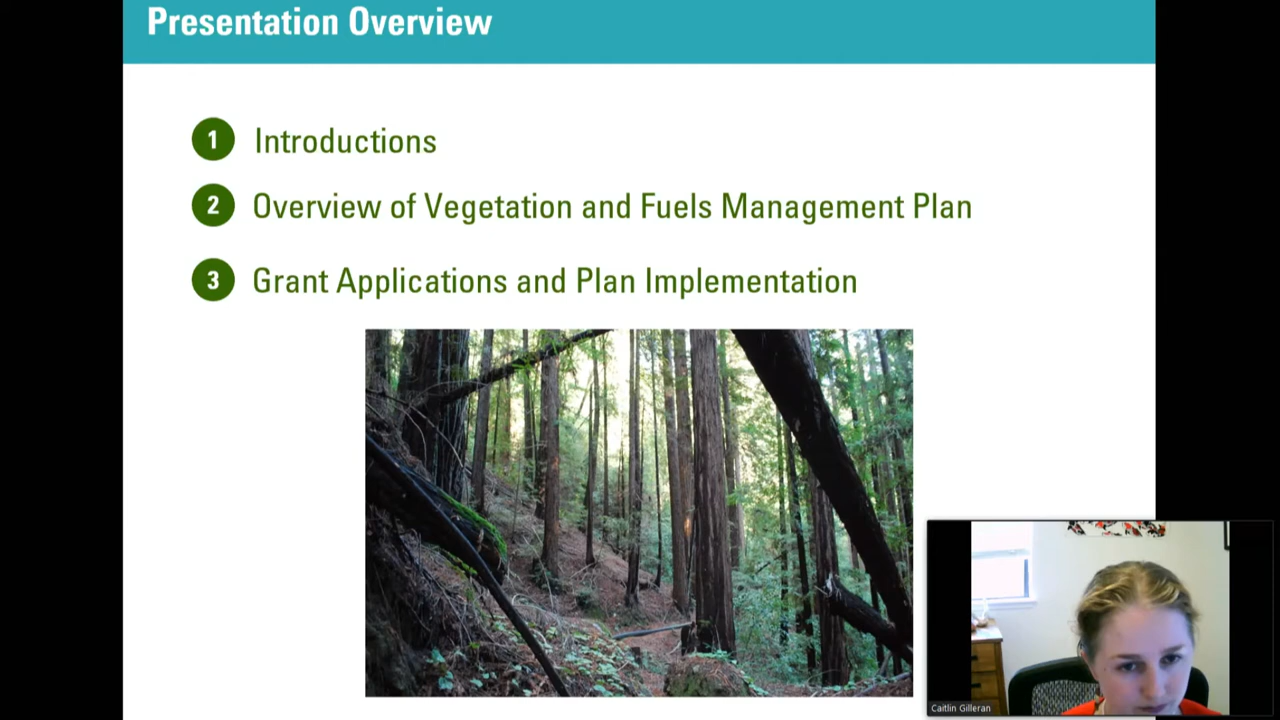 Presentation Overview
1 Introductions
2 Overview of Vegetation and Fuels Management Plan
3 Grant Applications and Plan Implementation
Caitlin Gilleran